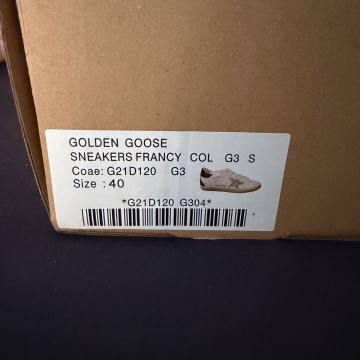 GOLDEN GOOSE
SNEAKERS FRANCY COL G3 S
Coae: G21D120 G3
Size : 40
*G21D120 G304*